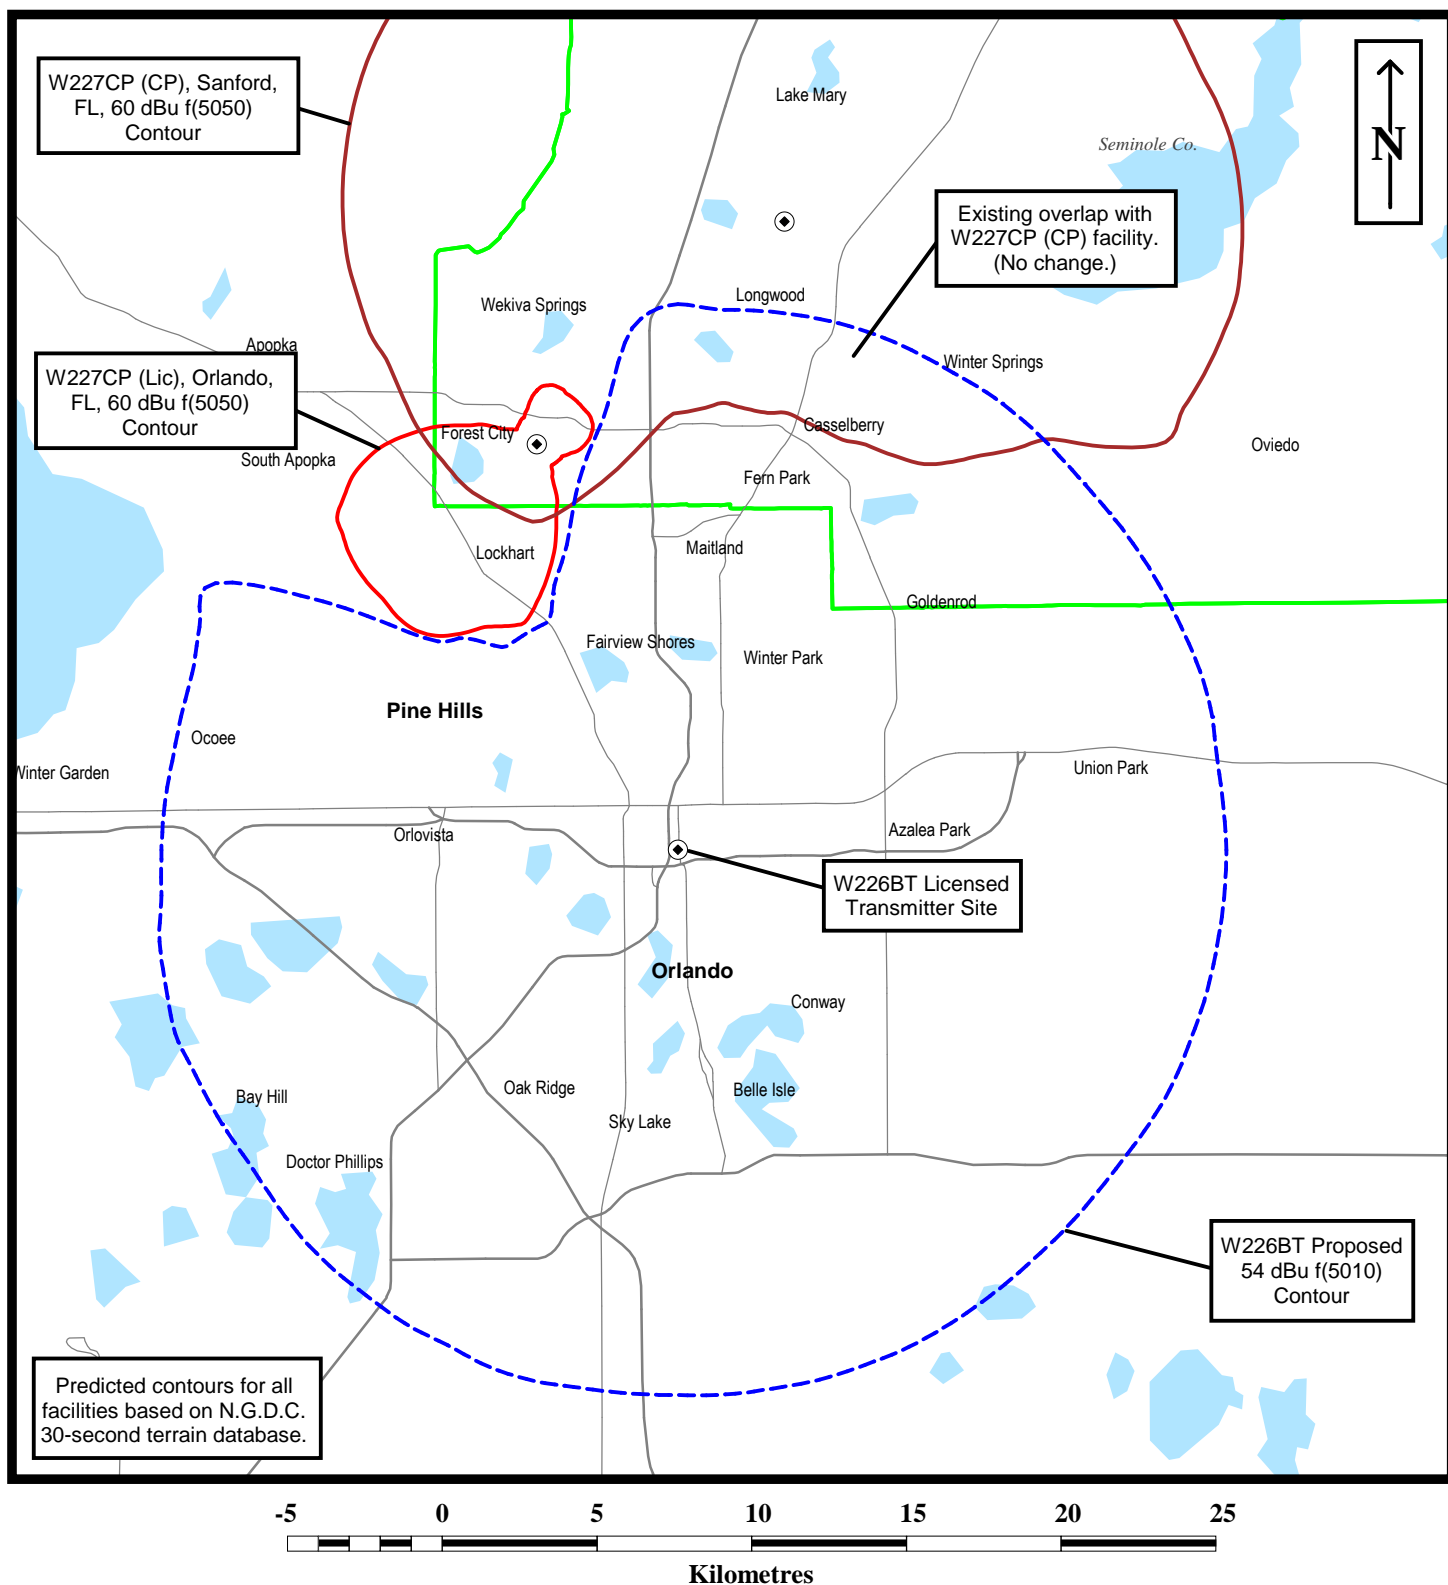 W227CP (CP), Sanford,
FL, 60 dBu f(5050)
Contour
Lake Mary
Seminole Co.
N
Existing overlap with
W227CP (CP) facility.
(No change.)
Wekiva Springs
Longwood
Apopka
Winter Springs
W227CP (Lic), Orlando,
FL, 60 dBu f(5050)
Contour
Forest City
Casselberry
Oviedo
South Apopka
Fern Park
Lockhart
Maitland
Goldenrod
Fairview Shores
Winter Park
Pine Hills
Ocoee
Winter Garden
Union Park
Orlovista
Azalea Park
W226BT Licensed
Transmitter Site
Orlando
Conway
Bay Hill
Oak Ridge
Belle Isle
Sky Lake
Doctor Phillips
W226BT Proposed
54 dBu f(5010)
Contour
Predicted contours for all
facilities based on N.G.D.C.
30-second terrain database.
-5 0 5 10 15 20 25
Kilometres